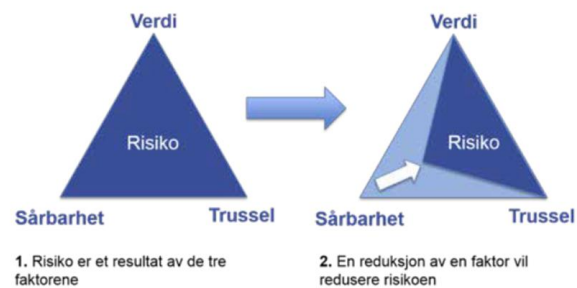 Verdi
Risiko
Sårbarhet
Trussel
1. Risiko er et resultat av de tre
faktorene
Verdi
Risiko
Sårbarhet
Trussel
2. En reduksjon av en faktor vil
redusere risikoen